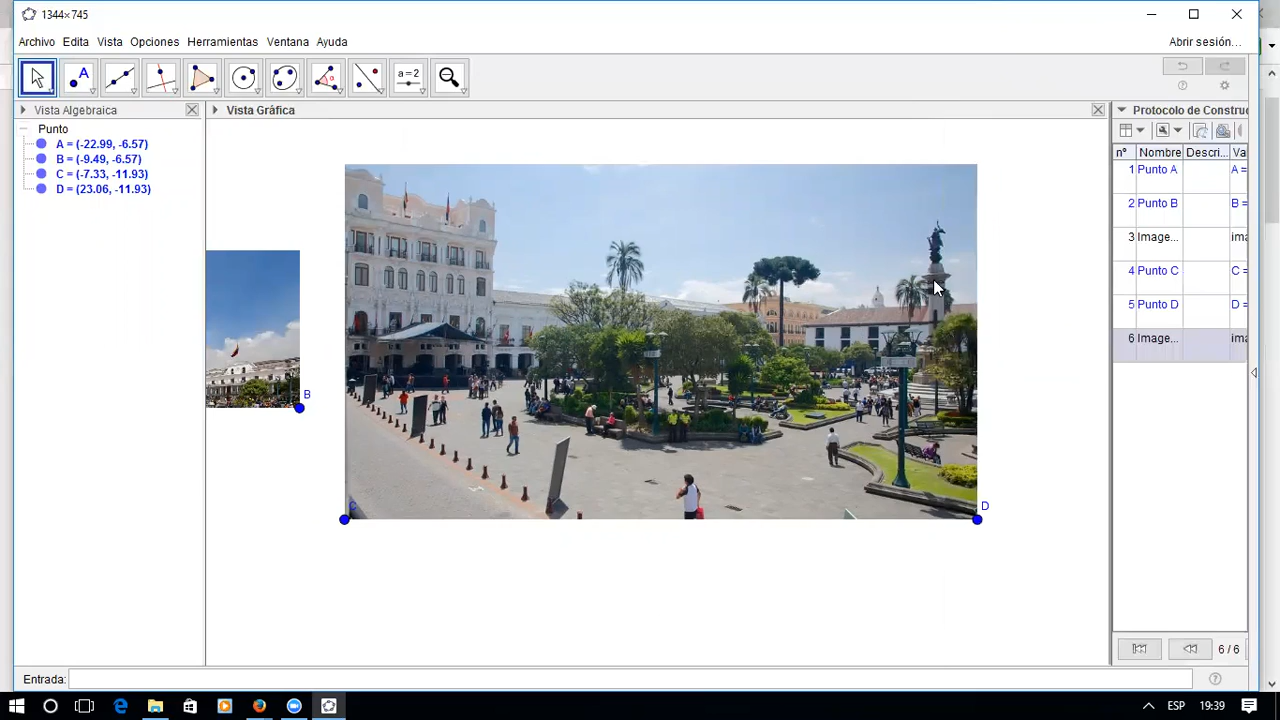 1344×745
Archivo Edita Vista Opciones Herramientas Ventana Ayuda Abrir sesión...
A α a=2
Vista Algebraica Vista Gráfica Protocolo de Constru
Punto
A = (-22.99, -6.57)
B = (-9.49, -6.57)
C = (-7.33, -11.93)
D = (23.06, -11.93)
nº Nombre Descri... Va
1 Punto A A =
2 Punto B B =
3 Image... ima
4 Punto C C =
5 Punto D D =
6 Image... ima
B
C
D
6 / 6
Entrada:
ESP 19:39